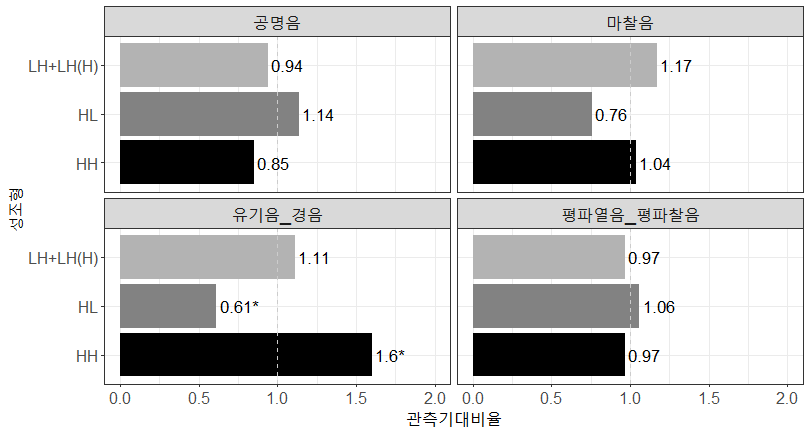 공명음
마찰음
LH+LH(H)
0.94
1.17
HL
1.14
0.76
HH
0.85
1.04
성조형
유기음_경음
평파열음_평파찰음
LH+LH(H)
1.11
0.97
HL
0.61*
1.06
HH
1.6*
0.97
0.0 0.5 1.0 1.5 2.0
0.0 0.5 1.0 1.5 2.0
관측기대비율